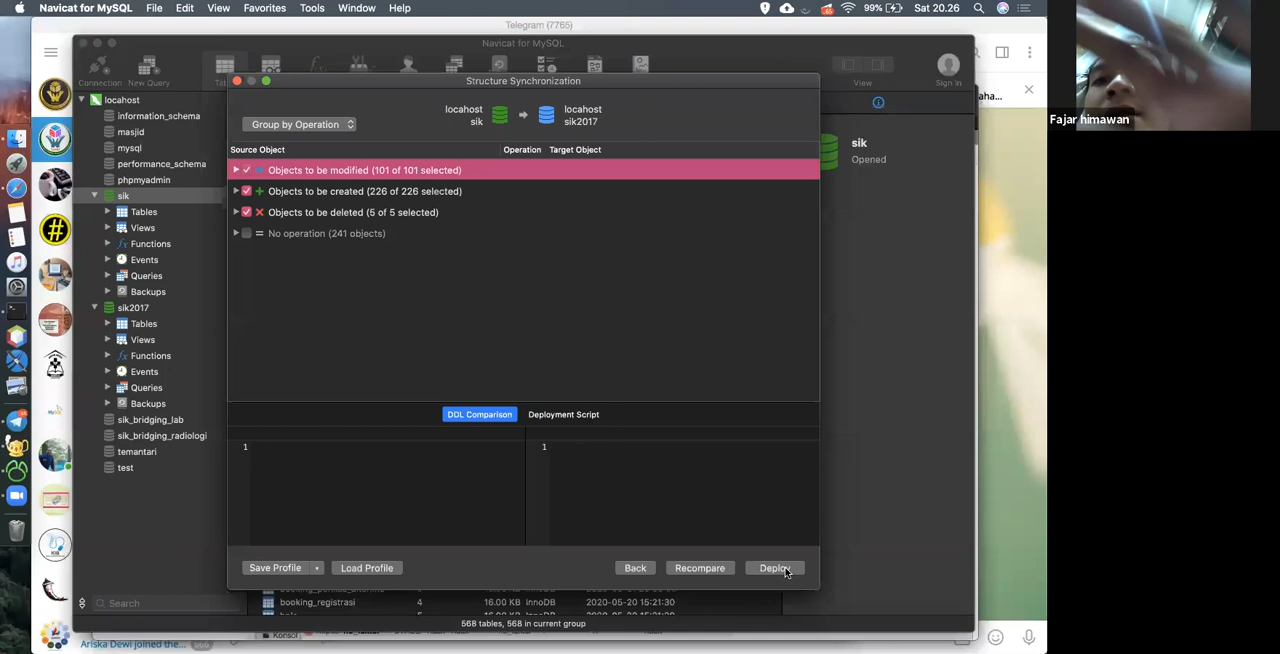 Navicat for MySQL File Edit View Favorites Tools Window Help
99% Sat 20.26
Telegram (7765)
Navicat for MySQL
Connection New Query
View Sign In
Structure Synchronization
locahost
sik
locahost
sik2017
Group by Operation
Source Object Operation Target Object
Objects to be modified (101 of 101 selected)
Objects to be created (226 of 226 selected)
Objects to be deleted (5 of 5 selected)
No operation (241 objects)
locahost
information_schema
masjid
mysql
performance_schema
phpmyadmin
sik
Tables
Views
Functions
Events
Queries
Backups
sik2017
Tables
Views
Functions
Events
Queries
Backups
sik_bridging_lab
sik_bridging_radiologi
temantari
test
Search
DDL Comparison Deployment Script
1 1
Save Profile Load Profile Back Recompare Deploy
booking_registrasi 4 16.00 KB InnoDB 2020-05-20 15:21:30
568 tables, 568 in current group
Ariska Dewi joined the...
sik
Opened
aha...
Fajar himawan